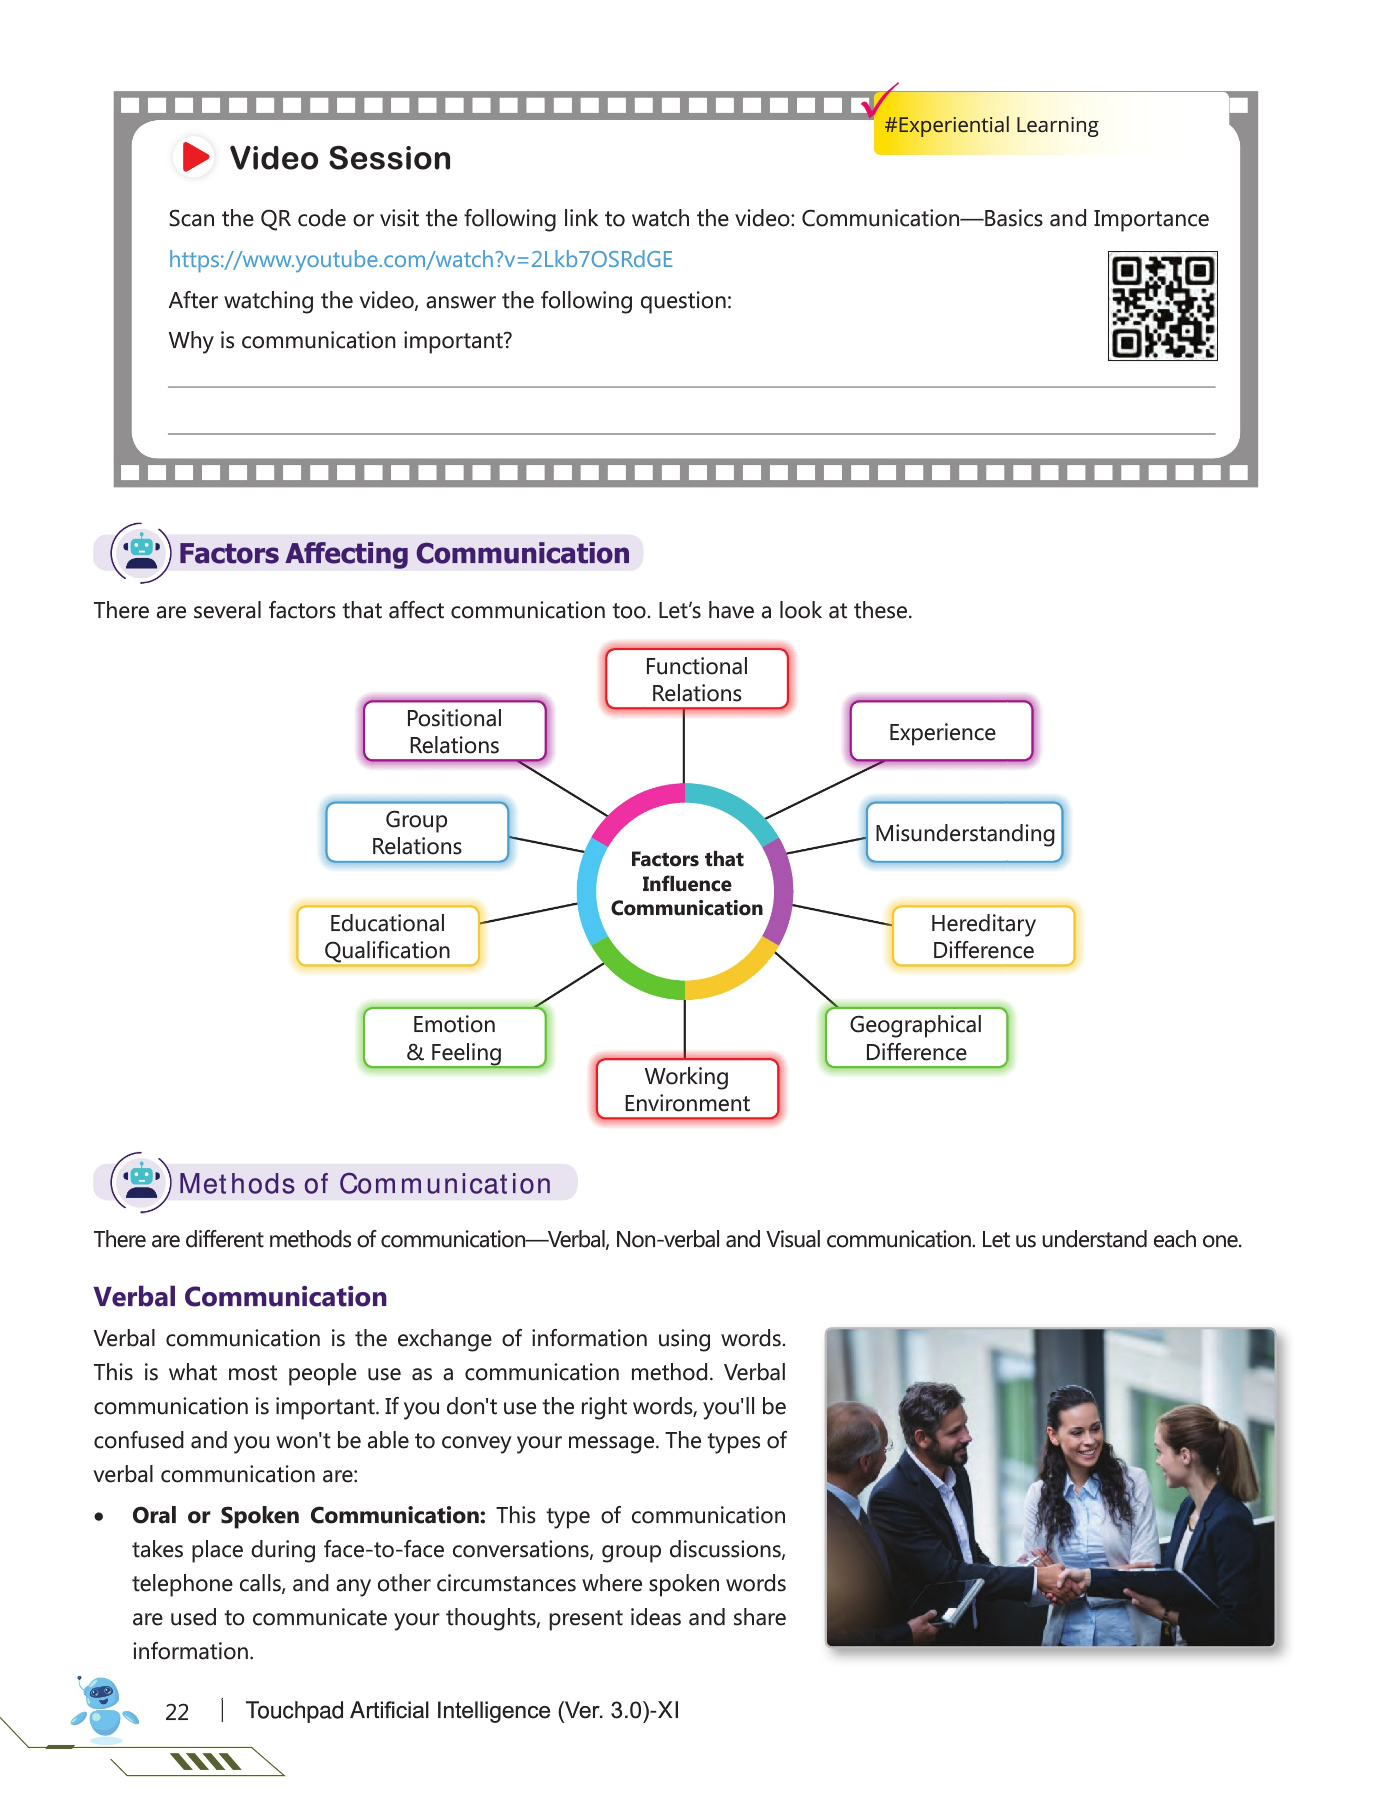 #Experiential Learning
Video Session
Scan the QR code or visit the following link to watch the video: Communication—Basics and Importance
https://www.youtube.com/watch?v=2Lkb7OSRdGE
After watching the video, answer the following question:
Why is communication important?
Factors Affecting Communication
There are several factors that affect communication too. Let’s have a look at these.
Functional
Relations
Positional
Relations
Experience
Group
Relations
Misunderstanding
Factors that
Influence
Communication
Educational
Qualification
Hereditary
Difference
Emotion
& Feeling
Geographical
Difference
Working
Environment
Methods of Communication
There are different methods of communication—Verbal, Non-verbal and Visual communication. Let us understand each one.
Verbal Communication
Verbal communication is the exchange of information using words.
This is what most people use as a communication method. Verbal
communication is important. If you don't use the right words, you'll be
confused and you won't be able to convey your message. The types of
verbal communication are:
• Oral or Spoken Communication: This type of communication
takes place during face-to-face conversations, group discussions,
telephone calls, and any other circumstances where spoken words
are used to communicate your thoughts, present ideas and share
information.
22 | Touchpad Artificial Intelligence (Ver. 3.0)-XI